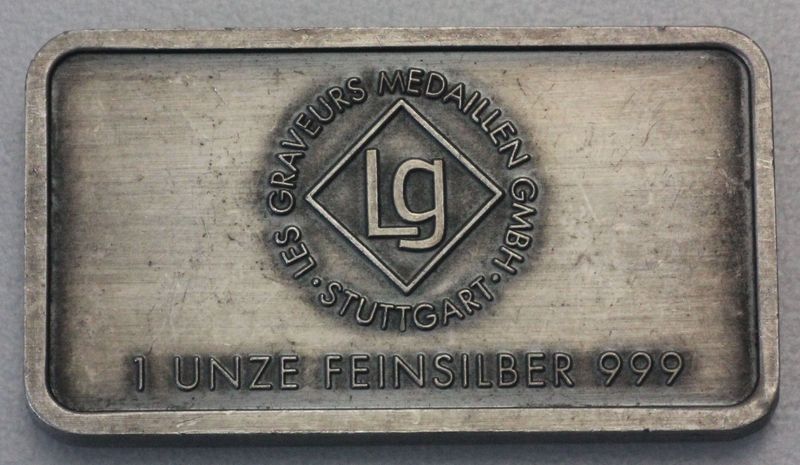 LES GRAVEURS MEDAILLEN GMBH
· STUTTGART ·
Lg
1 UNZE FEINSILBER 999